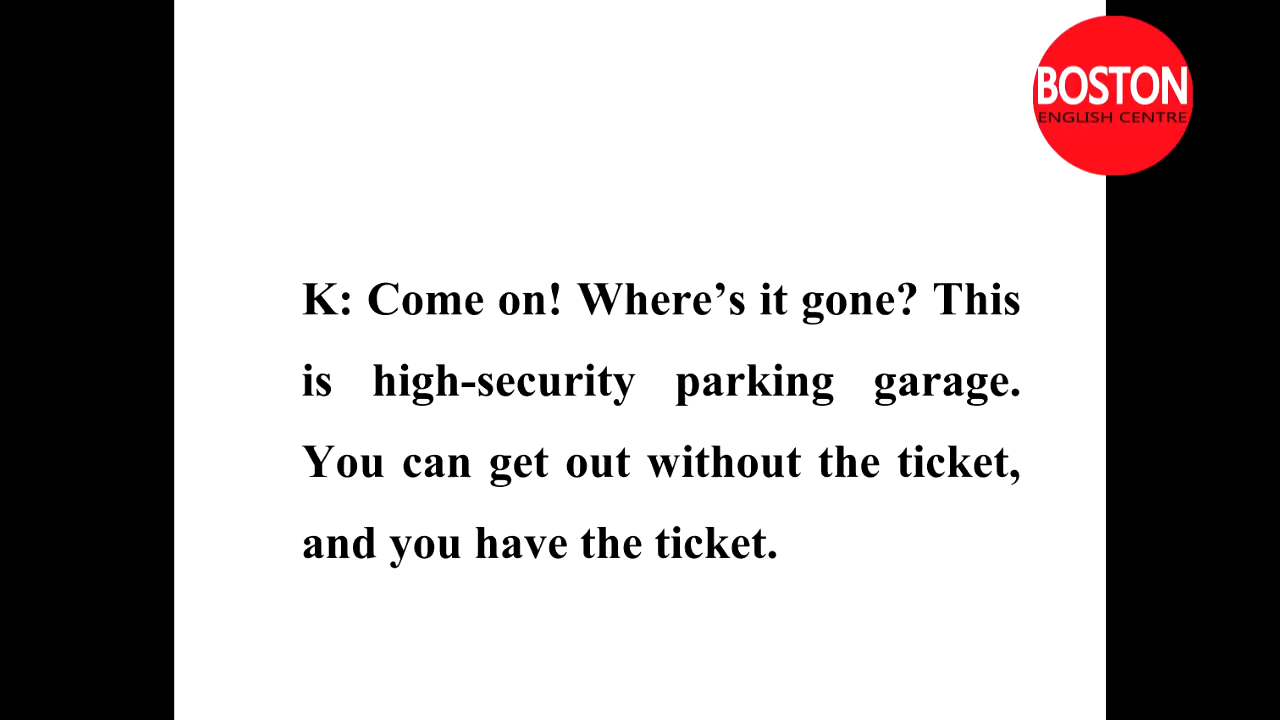 BOSTON
ENGLISH CENTRE
K: Come on! Where’s it gone? This
is high-security parking garage.
You can get out without the ticket,
and you have the ticket.